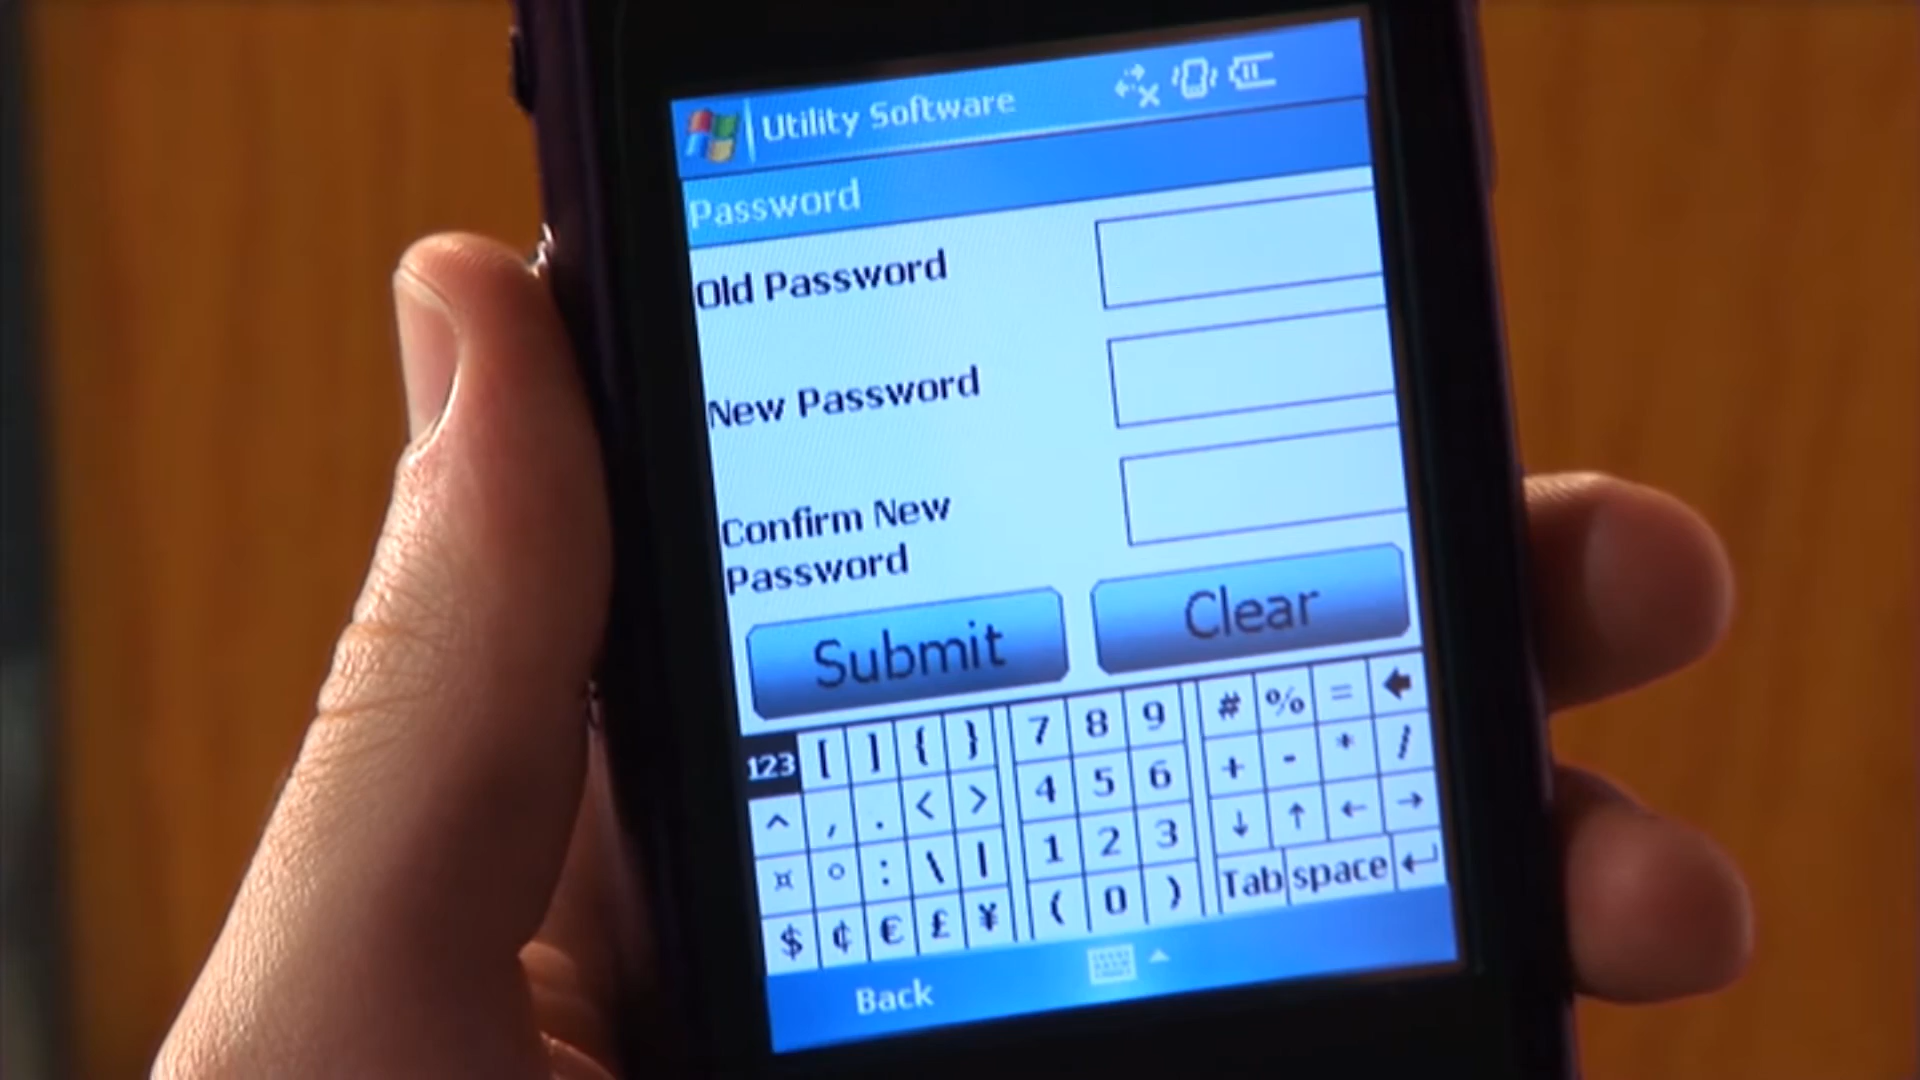 Utility Software
Password
Old Password
New Password
Confirm New
Password
Submit Clear
123 [ ] { } 7 8 9 # % = ←
^ , . < > 4 5 6 + - * /
¤ ° : \ | 1 2 3 ↓ ↑ ← →
$ ¢ € £ ¥ ( 0 ) Tab space ↵
Back